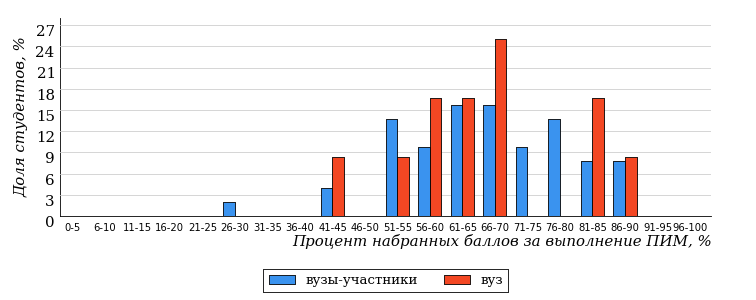 Доля студентов, %
27
24
21
18
15
12
9
6
3
0
0-5 6-10 11-15 16-20 21-25 26-30 31-35 36-40 41-45 46-50 51-55 56-60 61-65 66-70 71-75 76-80 81-85 86-90 91-95 96-100
Процент набранных баллов за выполнение ПИМ, %
вузы-участники вуз